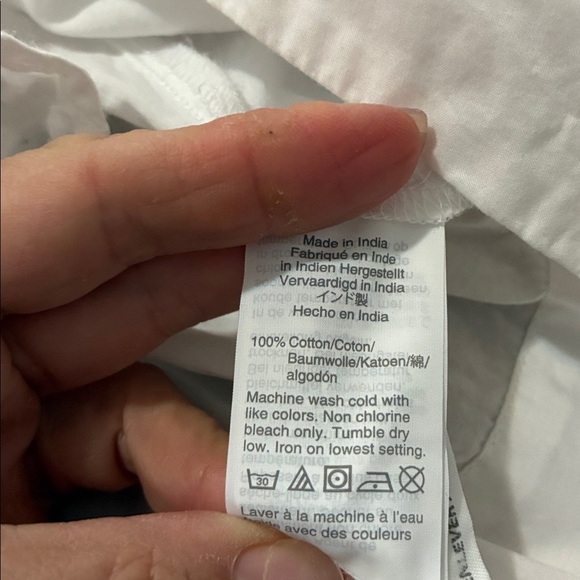 Made in India
Fabriqué en Inde
in Indien Hergestellt
Vervaardigd in India
インド製
Hecho en India
100% Cotton/Coton/
Baumwolle/Katoen/綿/
algodón
Machine wash cold with
like colors. Non chlorine
bleach only. Tumble dry
low. Iron on lowest setting.
30
Laver à la machine à l'eau
froide avec des couleurs